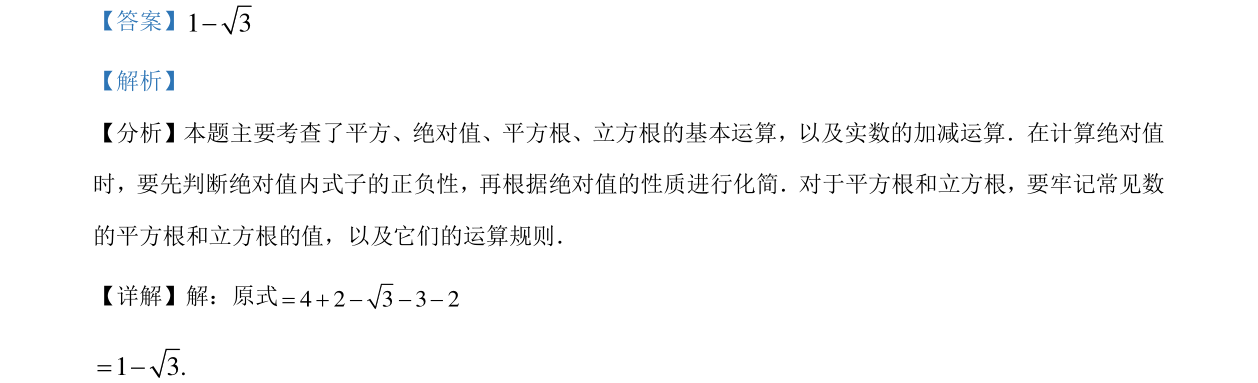 【答案】1−√3
【解析】
【分析】本题主要考查了平方、绝对值、平方根、立方根的基本运算，以及实数的加减运算．在计算绝对值
时，要先判断绝对值内式子的正负性，再根据绝对值的性质进行化简．对于平方根和立方根，要牢记常见数
的平方根和立方根的值，以及它们的运算规则．
【详解】解：原式=4+2−√3−3−2
=1−√3.